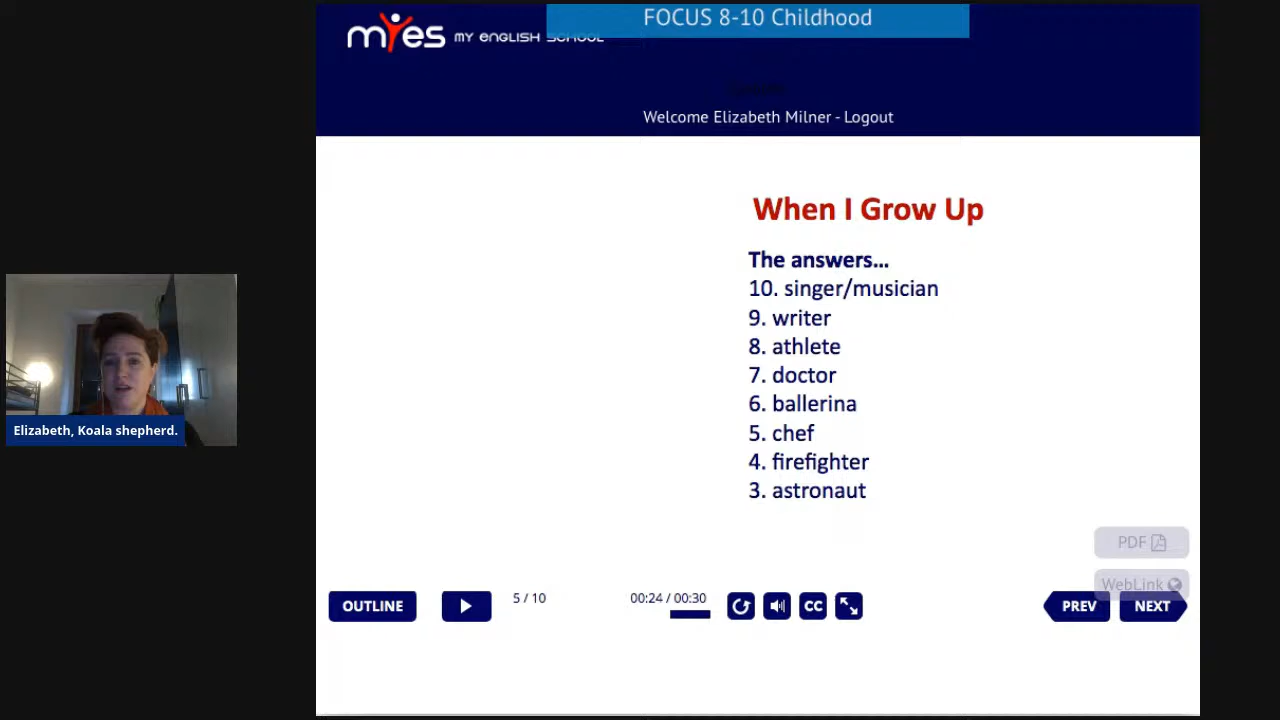 FOCUS 8-10 Childhood
myes MY ENGLISH SCHOOL
Welcome Elizabeth Milner - Logout
When I Grow Up
The answers...
10. singer/musician
9. writer
8. athlete
7. doctor
6. ballerina
5. chef
4. firefighter
3. astronaut
Elizabeth, Koala shepherd.
PDF
WebLink
OUTLINE
5 / 10
00:24 / 00:30
CC
PREV
NEXT